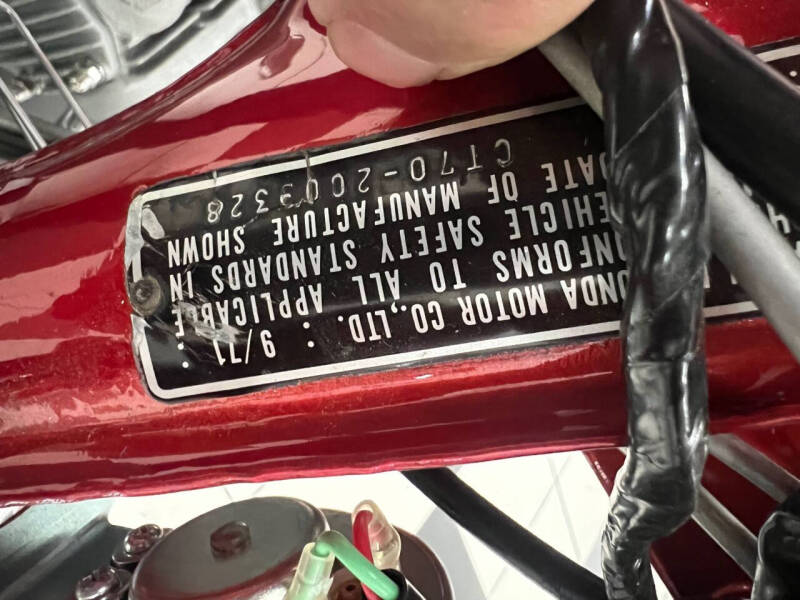 ONDA MOTOR CO.,LTD. : 9/71 :
ONFORMS TO ALL APPLICABLE
EHICLE SAFETY STANDARDS IN
DATE OF MANUFACTURE SHOWN
CT70-2003328